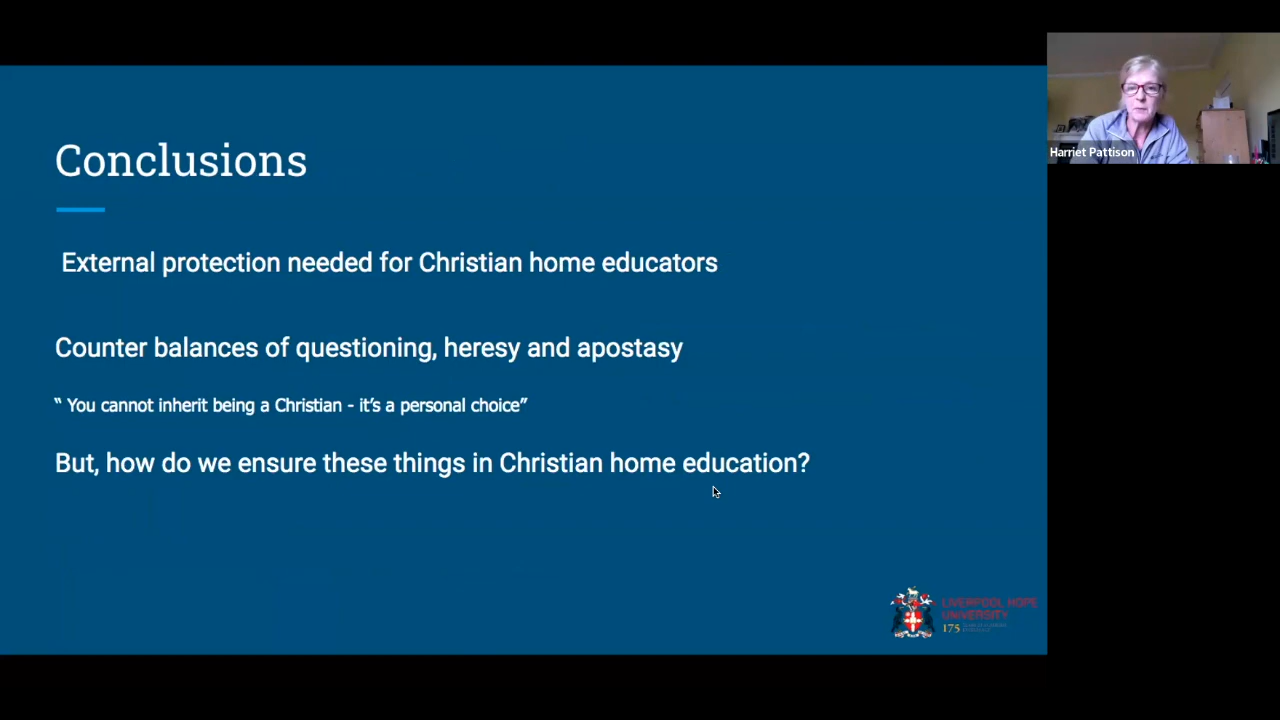 Conclusions
External protection needed for Christian home educators
Counter balances of questioning, heresy and apostasy
“ You cannot inherit being a Christian - it’s a personal choice”
But, how do we ensure these things in Christian home education?
Harriet Pattison
LIVERPOOL HOPE
UNIVERSITY
175